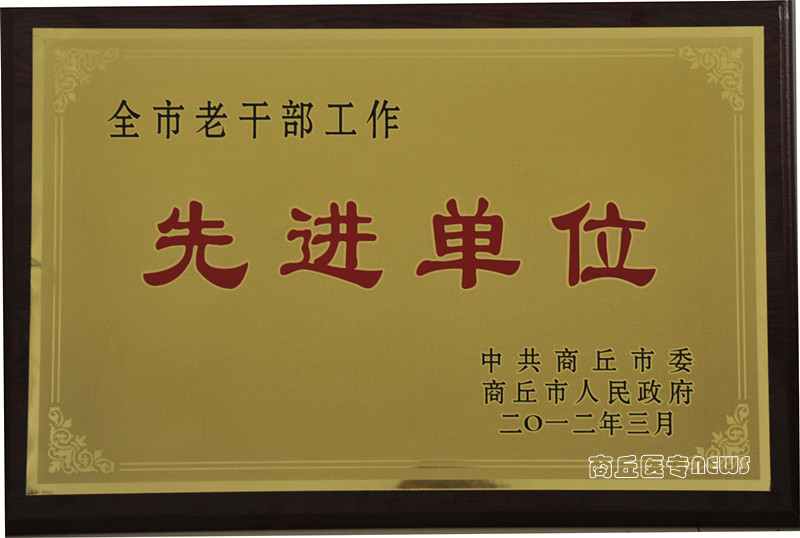 全市老干部工作
先进单位
中共商丘市委
商丘市人民政府
二〇一二年三月
商丘医专news